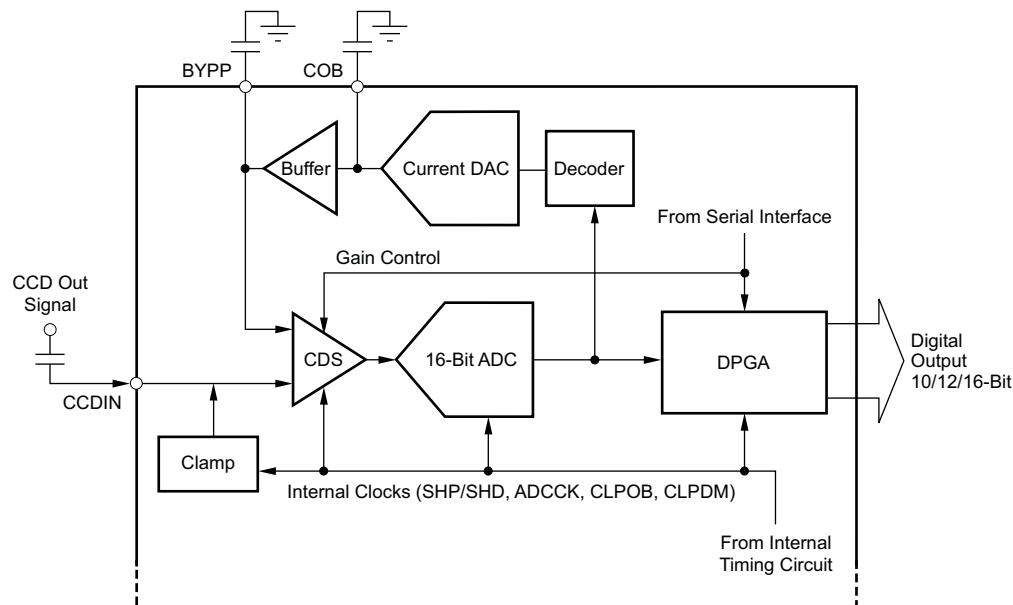 BYPP
COB
Buffer
Current DAC
Decoder
From Serial Interface
Gain Control
CCD Out
Signal
CDS
16-Bit ADC
DPGA
Digital
Output
10/12/16-Bit
CCDIN
Clamp
Internal Clocks (SHP/SHD, ADCCK, CLPOB, CLPDM)
From Internal
Timing Circuit